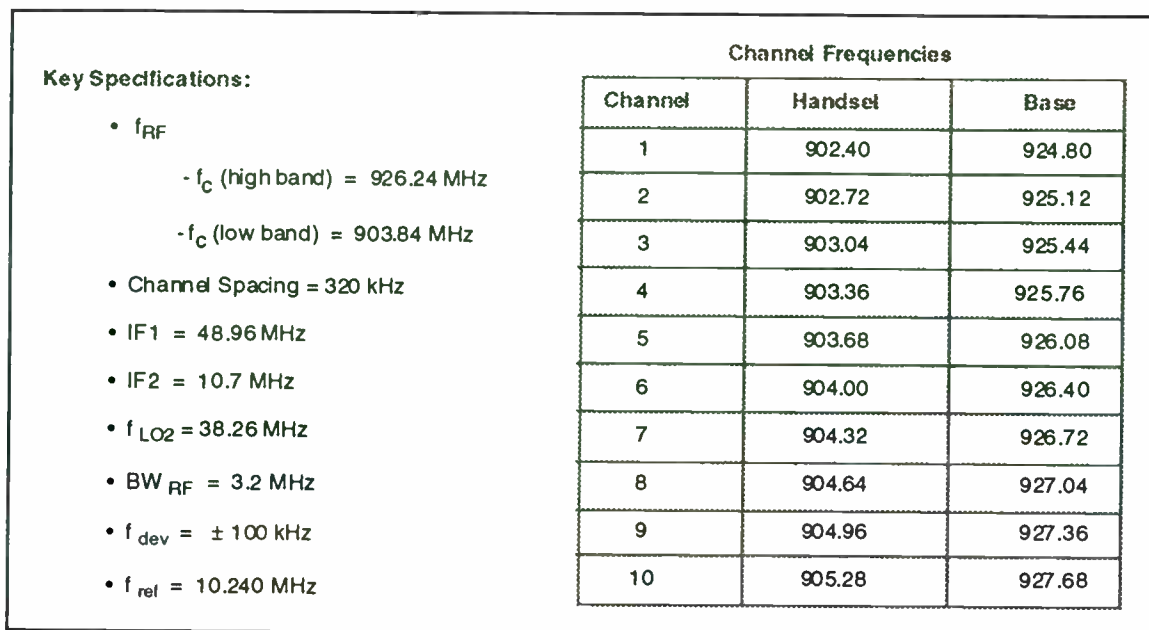 Key Specifications:
• fRF
- fC (high band) = 926.24 MHz
-fC (low band) = 903.84 MHz
• Channel Spacing = 320 kHz
• IF1 = 48.96 MHz
• IF2 = 10.7 MHz
• f LO2 = 38.26 MHz
• BW RF = 3.2 MHz
• f dev = ± 100 kHz
• f ref = 10.240 MHz
Channel Frequencies
Channel Handset Base
1 902.40 924.80
2 902.72 925.12
3 903.04 925.44
4 903.36 925.76
5 903.68 926.08
6 904.00 926.40
7 904.32 926.72
8 904.64 927.04
9 904.96 927.36
10 905.28 927.68